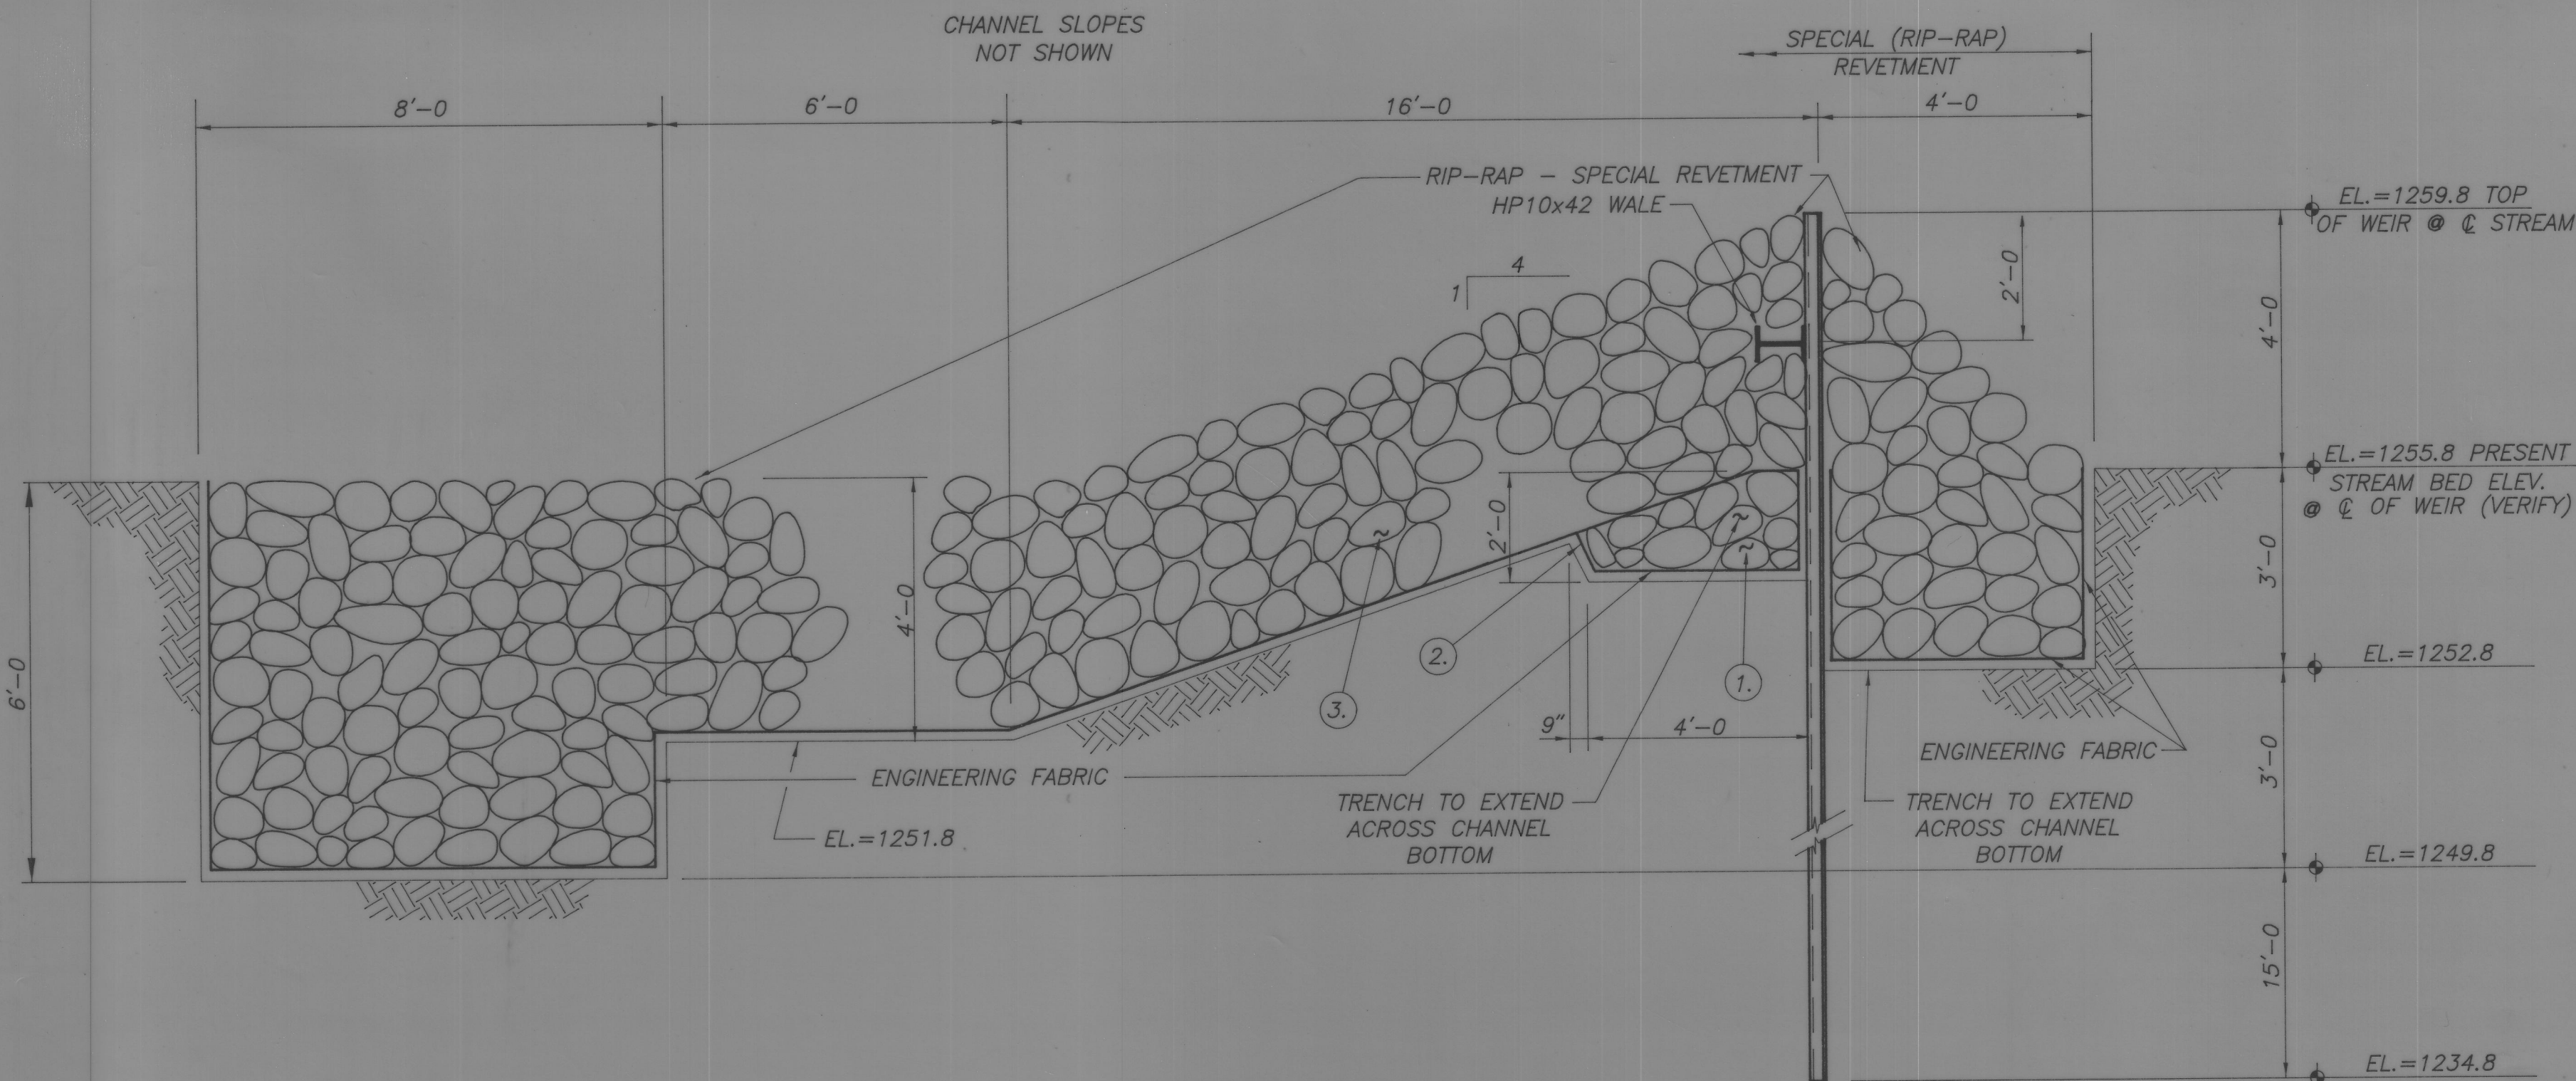 CHANNEL SLOPES
NOT SHOWN
SPECIAL (RIP-RAP)
REVETMENT
8'-0
6'-0
16'-0
4'-0
RIP-RAP - SPECIAL REVETMENT
HP10x42 WALE
EL.=1259.8 TOP
OF WEIR @ ℄ STREAM
4
1
2'-0
4'-0
EL.=1255.8 PRESENT
STREAM BED ELEV.
@ ℄ OF WEIR (VERIFY)
2'-0
3'-0
4'-0
6'-0
2.
1.
3.
EL.=1252.8
9"
4'-0
ENGINEERING FABRIC
ENGINEERING FABRIC
3'-0
TRENCH TO EXTEND
ACROSS CHANNEL
BOTTOM
TRENCH TO EXTEND
ACROSS CHANNEL
BOTTOM
EL.=1251.8
EL.=1249.8
15'-0
EL.=1234.8